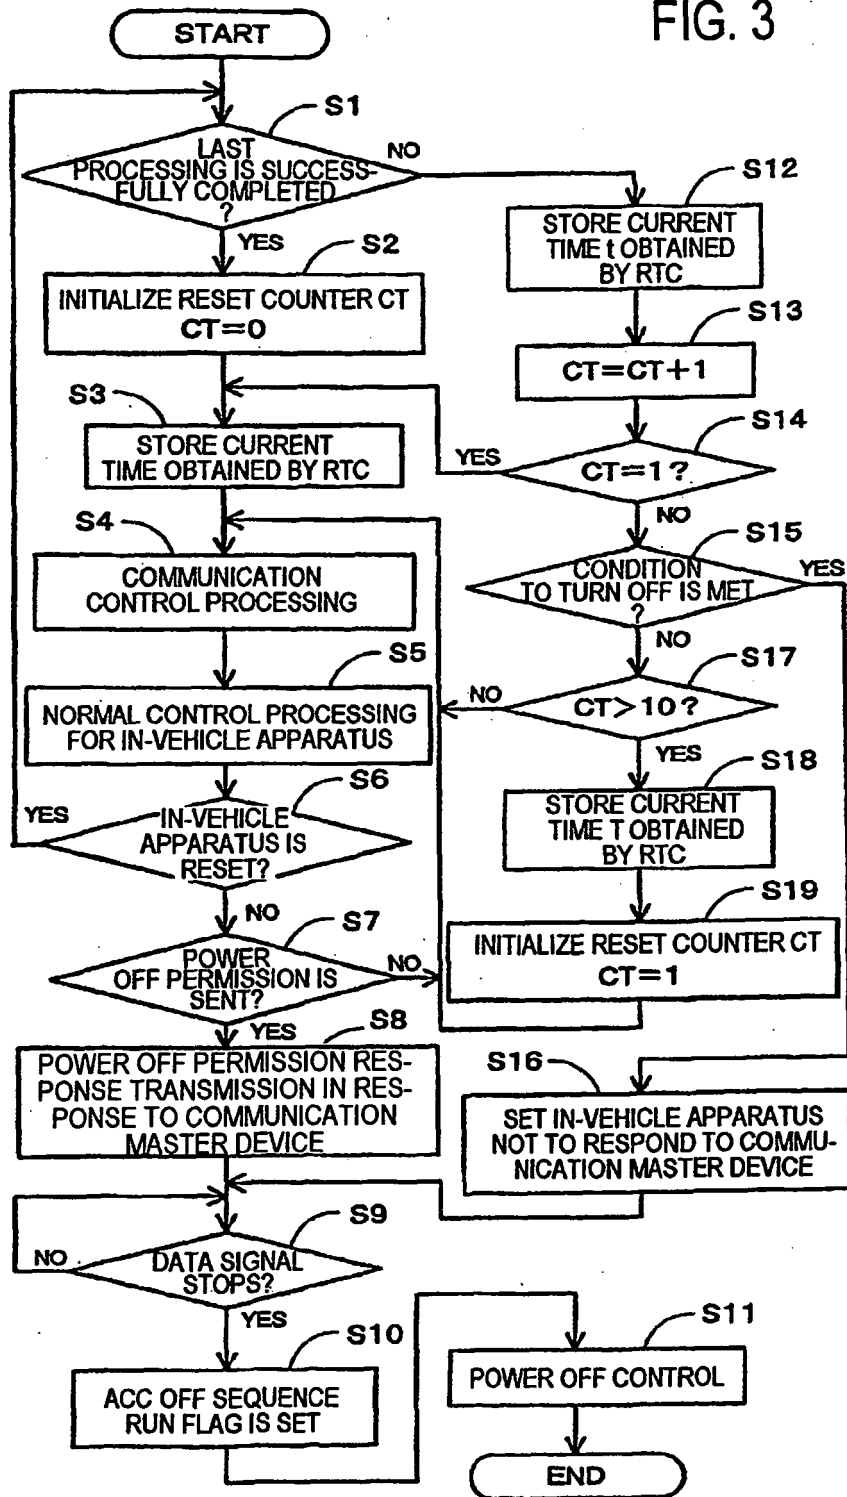 FIG. 3
START
S1
LAST
PROCESSING IS SUCCESS-
FULLY COMPLETED
?
NO
YES
S2
INITIALIZE RESET COUNTER CT
CT=0
S3
STORE CURRENT
TIME OBTAINED BY RTC
S4
COMMUNICATION
CONTROL PROCESSING
S5
NORMAL CONTROL PROCESSING
FOR IN-VEHICLE APPARATUS
S6
YES
IN-VEHICLE
APPARATUS IS
RESET?
NO
S7
POWER
OFF PERMISSION IS
SENT?
NO
YES
S8
POWER OFF PERMISSION RES-
PONSE TRANSMISSION IN RES-
PONSE TO COMMUNICATION
MASTER DEVICE
S9
NO
DATA SIGNAL
STOPS?
YES
S10
ACC OFF SEQUENCE
RUN FLAG IS SET
S11
POWER OFF CONTROL
END
S12
STORE CURRENT
TIME t OBTAINED
BY RTC
S13
CT=CT+1
S14
YES
CT=1?
NO
S15
CONDITION
TO TURN OFF IS MET
?
YES
NO
S17
NO
CT>10?
YES
S18
STORE CURRENT
TIME T OBTAINED
BY RTC
S19
INITIALIZE RESET COUNTER CT
CT=1
S16
SET IN-VEHICLE APPARATUS
NOT TO RESPOND TO COMMU-
NICATION MASTER DEVICE